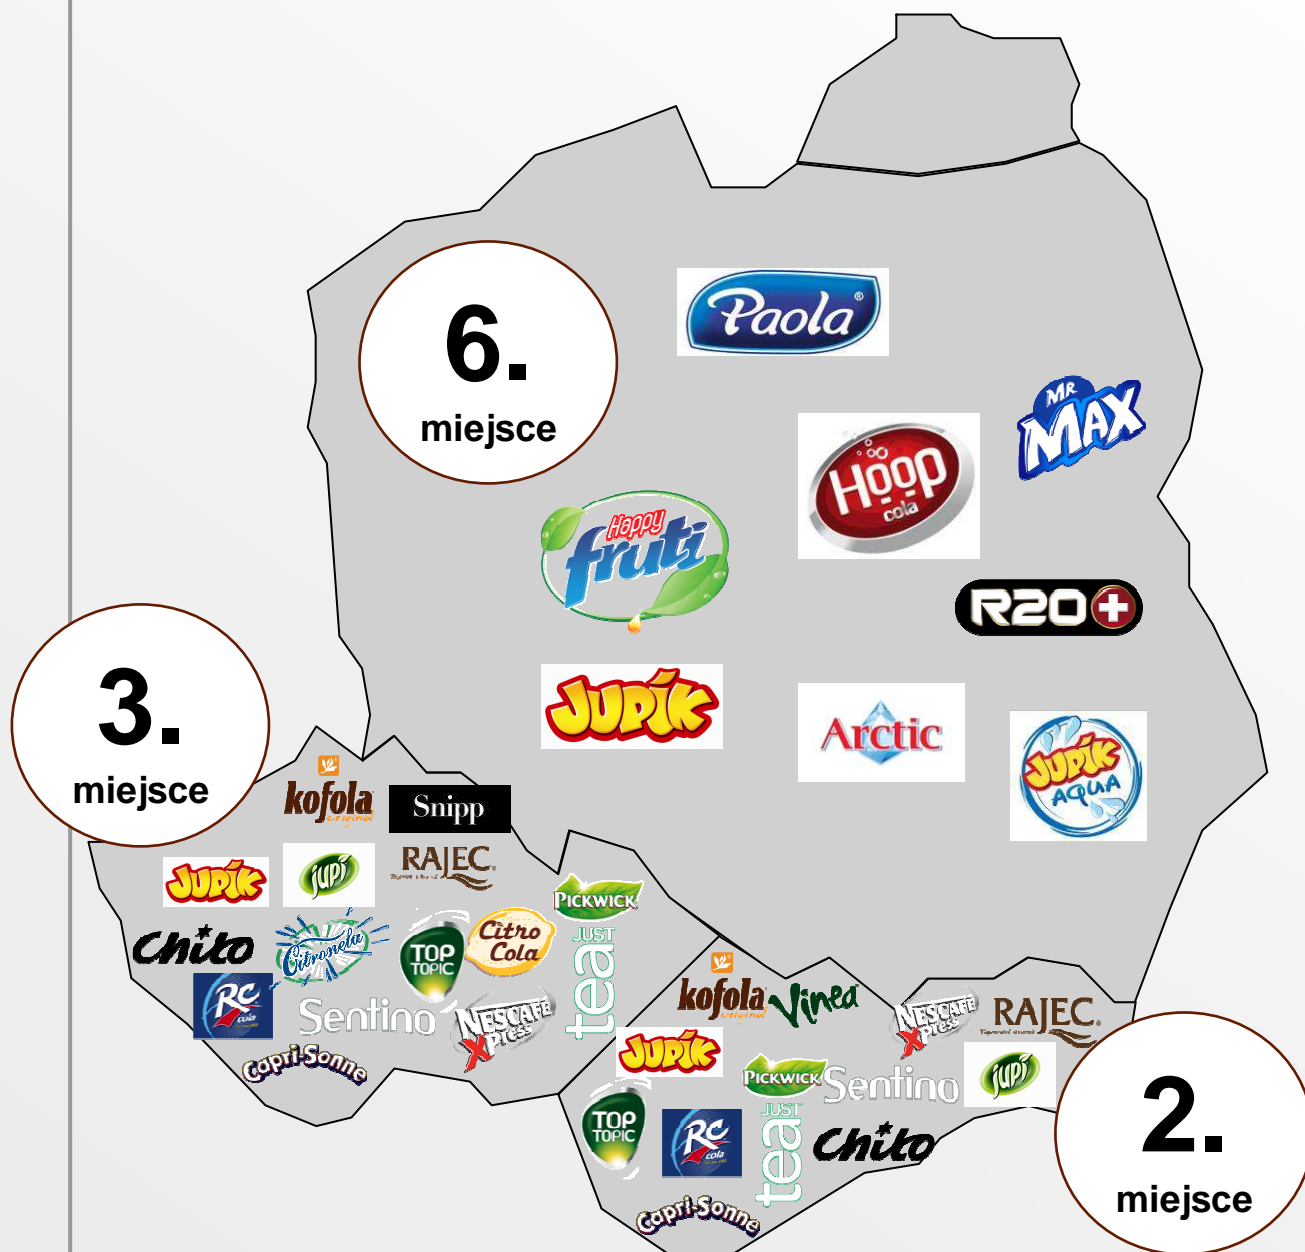 6.
miejsce
Paola®
MR
MAX
Hoop
cola
Happy
fruti
R20+
JUPÍK
Arctic
JUPÍK
AQUA
3.
miejsce
kofola
original
Snipp
JUPÍK
jupí
RAJEC®
PICKWICK
JUST
tea
Chito
Citronela
TOP
TOPIC
Citro
Cola
RC
cola
Sentino
NESCAFÉ
Xpress
Capri-Sonne
kofola
original
Vinea
NESCAFÉ
Xpress
RAJEC®
JUPÍK
PICKWICK
JUST
tea
Sentino
jupí
TOP
TOPIC
RC
cola
Chito
Capri-Sonne
2.
miejsce